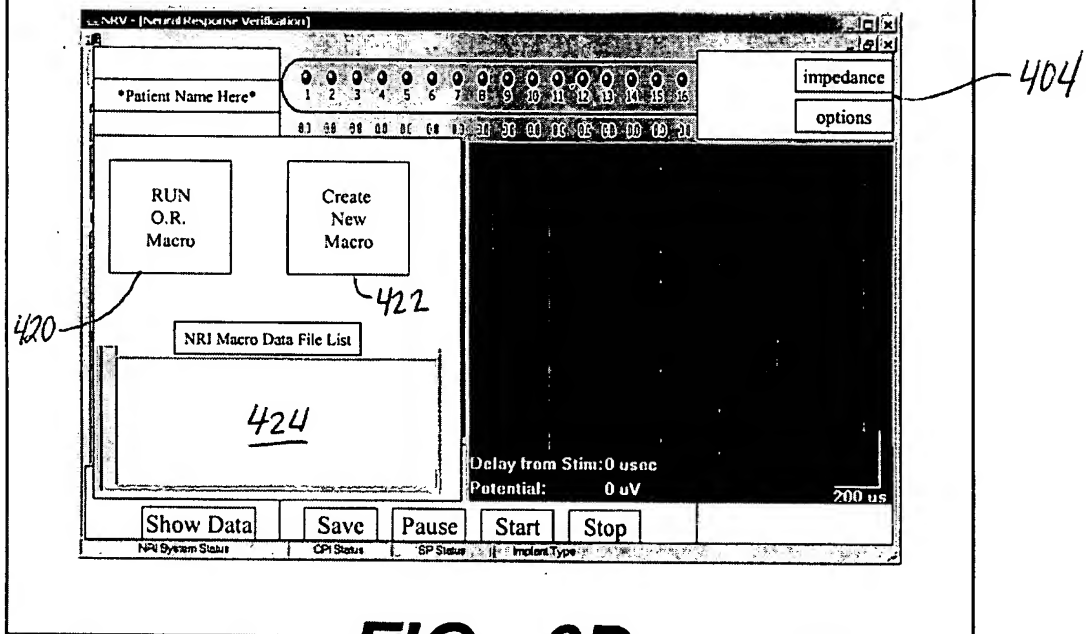 NRV - [Neural Response Verification]
impedance
404
*Patient Name Here*
1 2 3 4 5 6 7 8 9 10 11 12 13 14 15 16
options
RUN
O.R.
Macro
Create
New
Macro
422
420
NRI Macro Data File List
424
Delay from Stim:0 usec
Potential: 0 uV
200 us
Show Data Save Pause Start Stop
NRI System Status CPI Status SP Status Implant Type